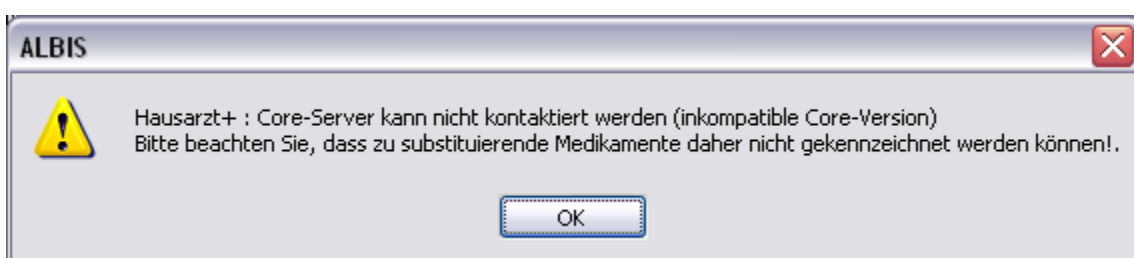 ALBIS
Hausarzt+ : Core-Server kann nicht kontaktiert werden (inkompatible Core-Version)
Bitte beachten Sie, dass zu substituierende Medikamente daher nicht gekennzeichnet werden können!.
OK